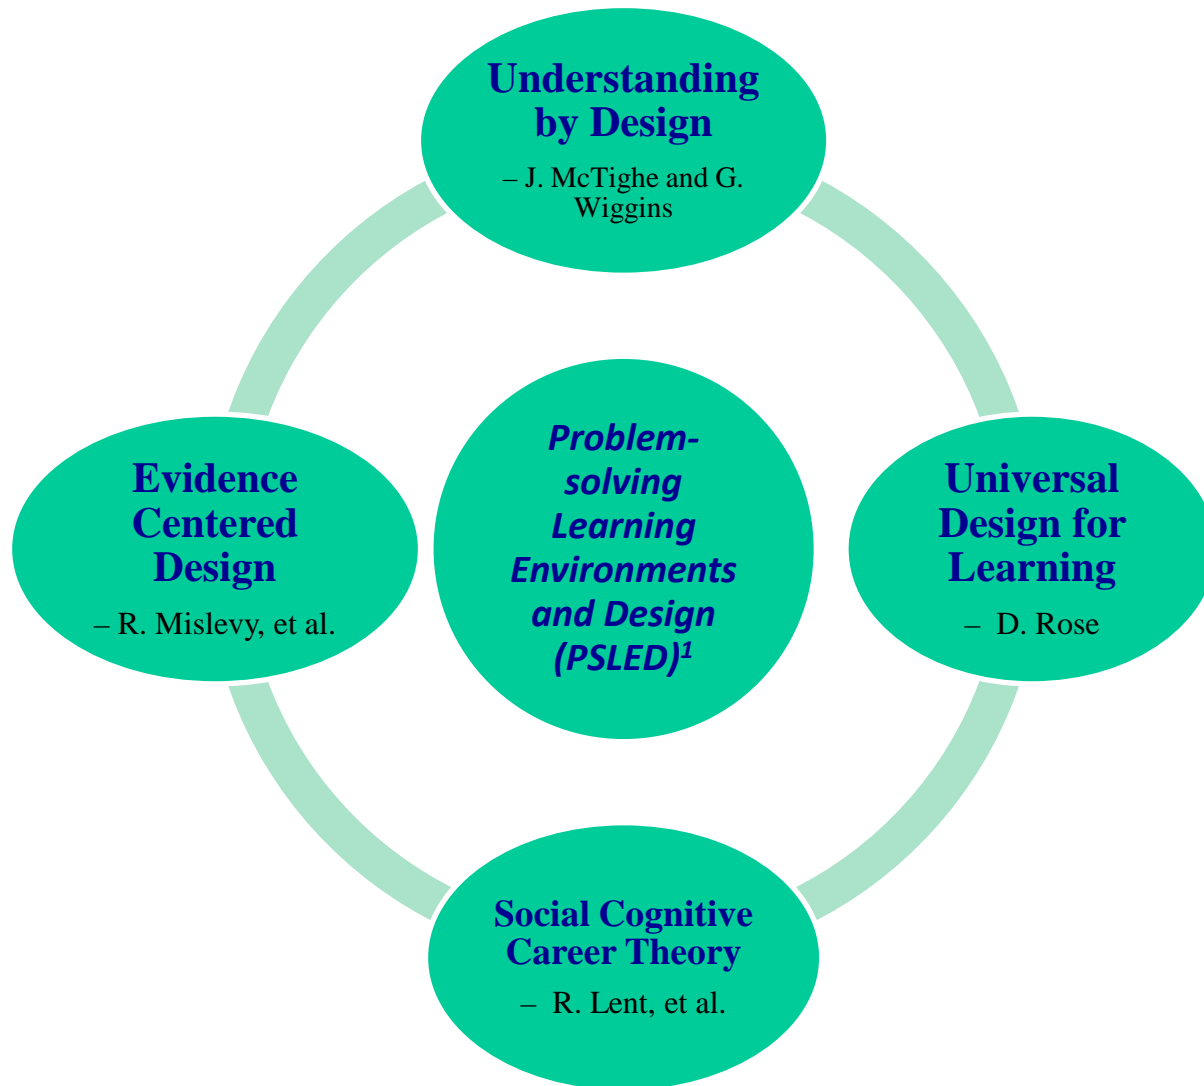 Understanding
by Design
– J. McTighe and G.
Wiggins
Evidence
Centered
Design
– R. Mislevy, et al.
Problem-
solving
Learning
Environments
and Design
(PSLED)¹
Universal
Design for
Learning
– D. Rose
Social Cognitive
Career Theory
– R. Lent, et al.